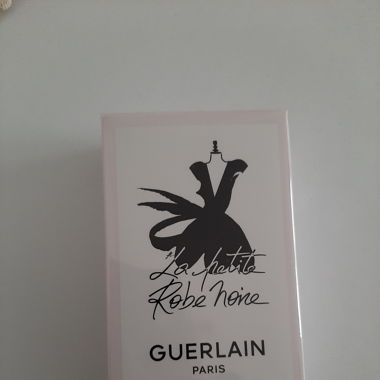 La petite
Robe Noire
GUERLAIN
PARIS